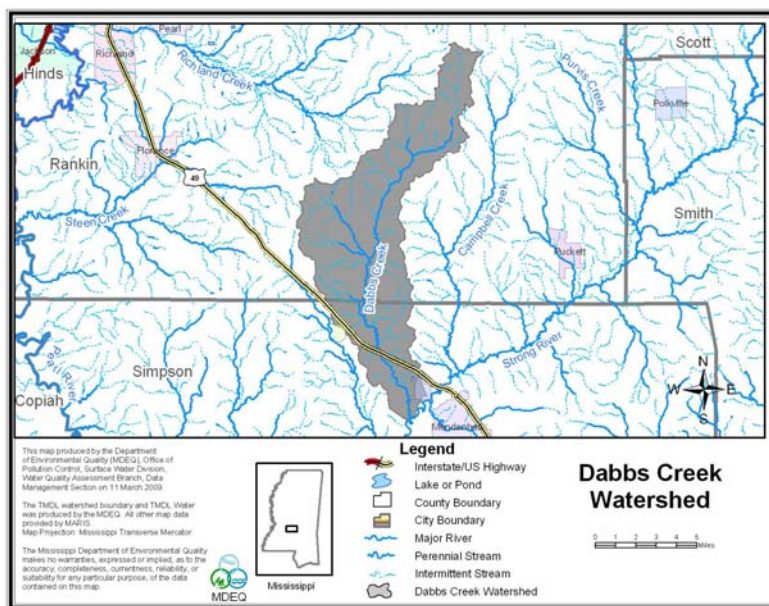 Jackson
Hinds
Richland
Pearl
Richland Creek
Purvis Creek
Scott
Polkville
Rankin
Florence
49
Steen Creek
Campbell Creek
Puckett
Smith
Dabbs Creek
Simpson
Strong River
Pearl River
Copiah
Mendenhall
N
W
E
S
This map produced by the Department
of Environmental Quality (MDEQ), Office of
Pollution Control, Surface Water Division,
Water Quality Assessment Branch, Data
Management Section on 11 March 2009.
The TMDL watershed boundary and TMDL Water
was produced by the MDEQ. All other map data
provided by MARIS.
Map Projection: Mississippi Transverse Mercator
The Mississippi Department of Environmental Quality
makes no warranties, expressed or implied, as to the
accuracy, completeness, currentness, reliability, or
suitability for any particular purpose, of the data
contained on this map.
MDEQ
Mississippi
Legend
Interstate/US Highway
Lake or Pond
County Boundary
City Boundary
Major River
Perennial Stream
Intermittent Stream
Dabbs Creek Watershed
Dabbs Creek
Watershed
0 1 2 3 4 5
Miles